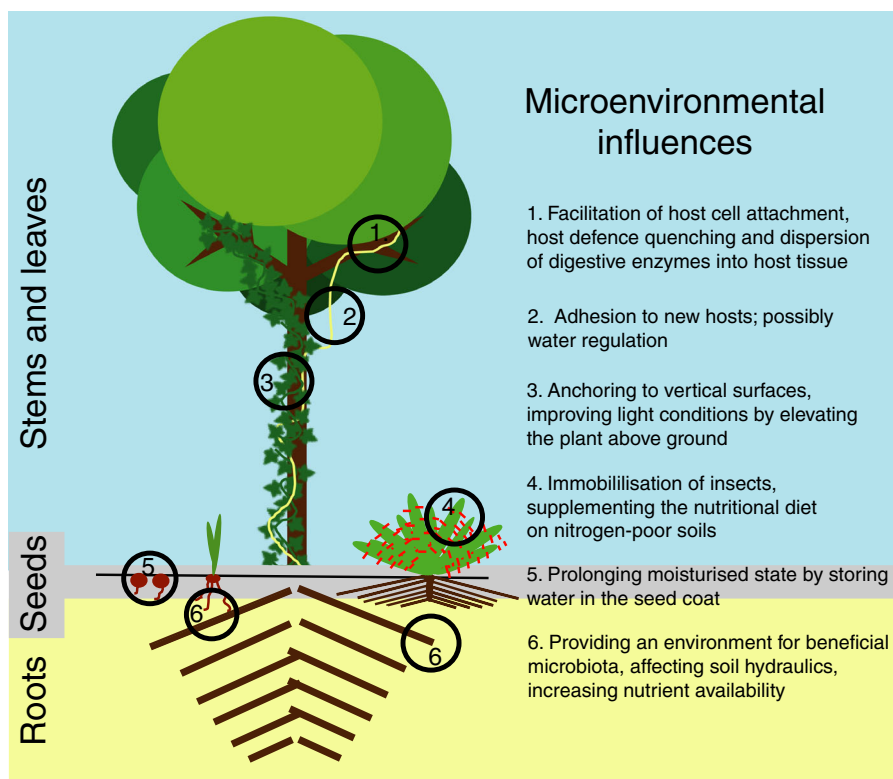 Microenvironmental
influences
Stems and leaves
Seeds
Roots
1.
2
3
4
5
6
6
1. Facilitation of host cell attachment,
host defence quenching and dispersion
of digestive enzymes into host tissue
2. Adhesion to new hosts; possibly
water regulation
3. Anchoring to vertical surfaces,
improving light conditions by elevating
the plant above ground
4. Immobililisation of insects,
supplementing the nutritional diet
on nitrogen-poor soils
5. Prolonging moisturised state by storing
water in the seed coat
6. Providing an environment for beneficial
microbiota, affecting soil hydraulics,
increasing nutrient availability